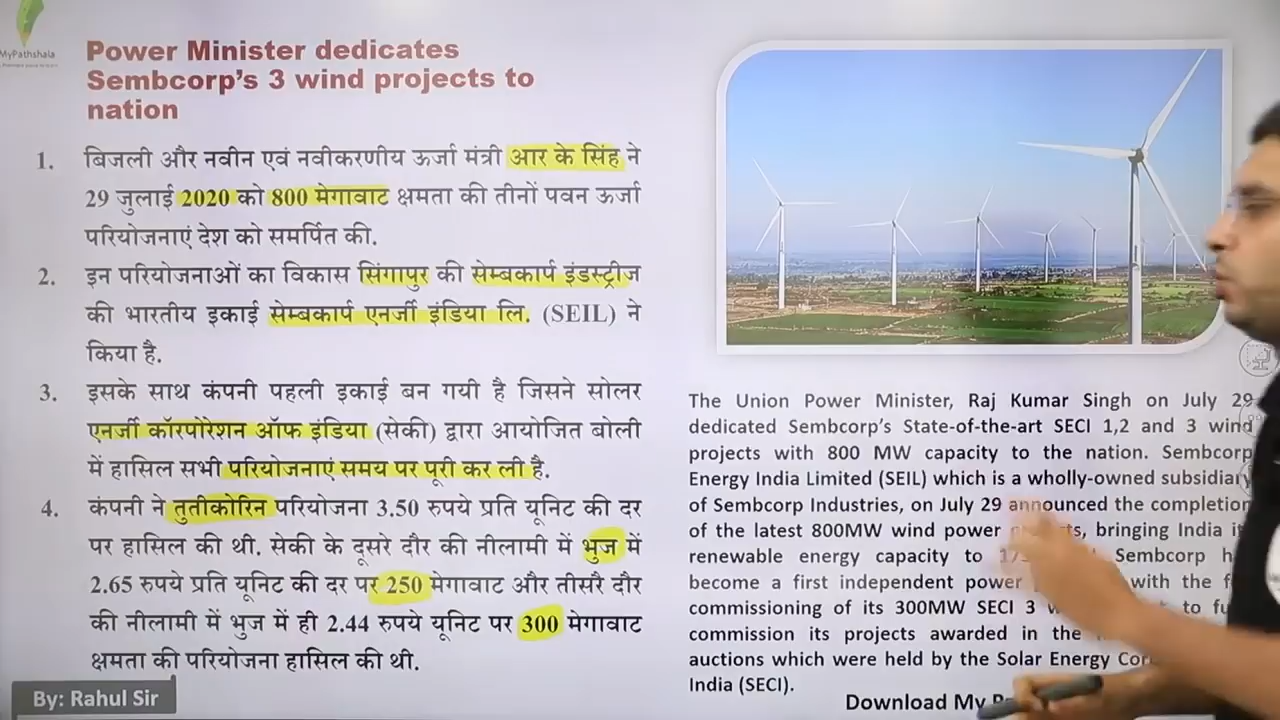 MyPathshala
Power Minister dedicates
Sembcorp's 3 wind projects to
nation
1. बिजली और नवीन एवं नवीकरणीय ऊर्जा मंत्री आर के सिंह ने
29 जुलाई 2020 को 800 मेगावाट क्षमता की तीनों पवन ऊर्जा
परियोजनाएं देश को समर्पित की.
2. इन परियोजनाओं का विकास सिंगापुर की सेम्बकार्प इंडस्ट्रीज
की भारतीय इकाई सेम्बकार्प एनर्जी इंडिया लि. (SEIL) ने
किया है.
3. इसके साथ कंपनी पहली इकाई बन गयी है जिसने सोलर
एनर्जी कॉरपोरेशन ऑफ इंडिया (सेकी) द्वारा आयोजित बोली
में हासिल सभी परियोजनाएं समय पर पूरी कर ली है.
4. कंपनी ने तुतीकोरिन परियोजना 3.50 रुपये प्रति यूनिट की दर
पर हासिल की थी. सेकी के दूसरे दौर की नीलामी में भुज में
2.65 रुपये प्रति यूनिट की दर पर 250 मेगावाट और तीसरे दौर
की नीलामी में भुज में ही 2.44 रुपये यूनिट पर 300 मेगावाट
क्षमता की परियोजना हासिल की थी.
By: Rahul Sir
The Union Power Minister, Raj Kumar Singh on July 29
dedicated Sembcorp's State-of-the-art SECI 1,2 and 3 wind
projects with 800 MW capacity to the nation. Sembcorp
Energy India Limited (SEIL) which is a wholly-owned subsidiary
of Sembcorp Industries, on July 29 announced the completion
of the latest 800MW wind power bringing India
renewable energy capacity to Sembcorp
become a first independent power with the
commissioning of its 300MW SECI 3 to
commission its projects awarded in the
auctions which were held by the Solar Energy
India (SECI).
Download My